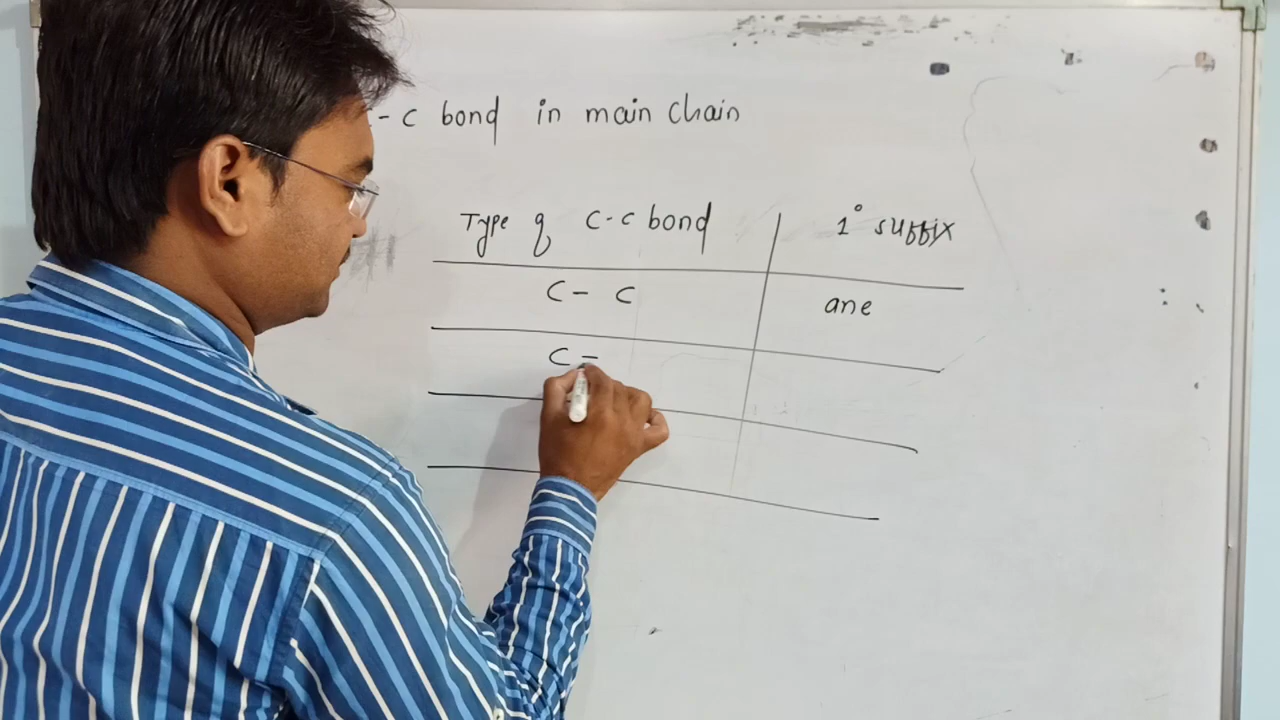 -c bond in main chain
Type of C-C bond 1° suffix
C - C ane
C =